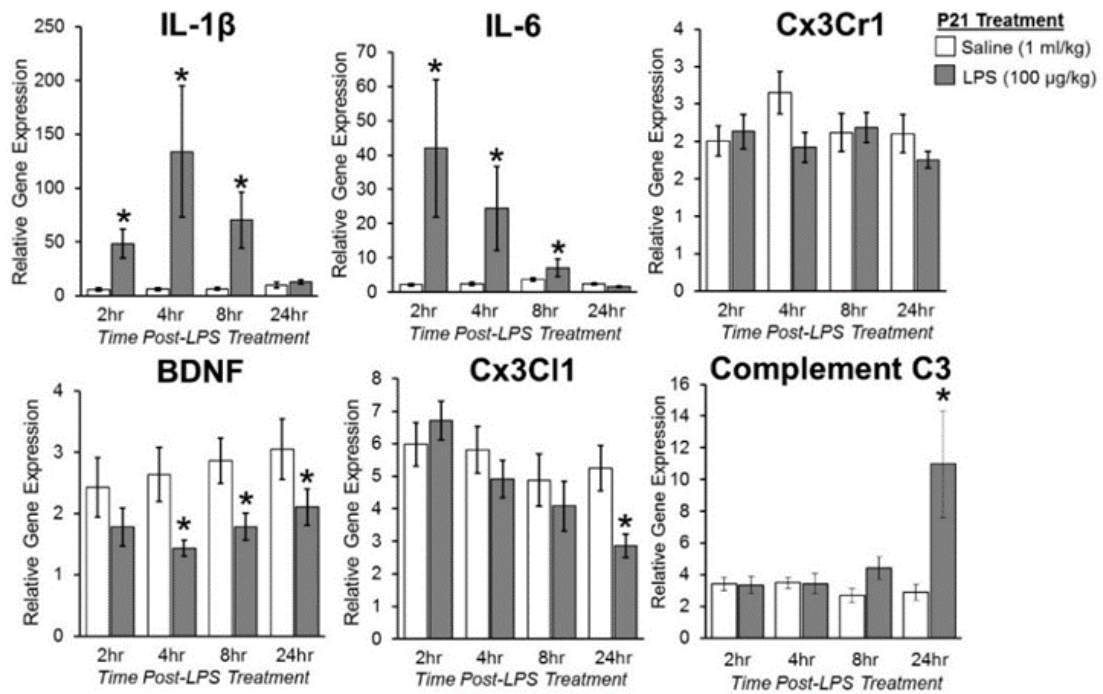 IL-1β
Relative Gene Expression
250
200
150
100
50
0
*
*
*
2hr 4hr 8hr 24hr
Time Post-LPS Treatment
IL-6
Relative Gene Expression
70
60
50
40
30
20
10
0
*
*
*
2hr 4hr 8hr 24hr
Time Post-LPS Treatment
Cx3Cr1
Relative Gene Expression
4
3
3
2
2
1
1
0
2hr 4hr 8hr 24hr
Time Post-LPS Treatment
P21 Treatment
Saline (1 ml/kg)
LPS (100 µg/kg)
BDNF
Relative Gene Expression
4
3
2
1
0
*
*
*
2hr 4hr 8hr 24hr
Time Post-LPS Treatment
Cx3Cl1
Relative Gene Expression
8
7
6
5
4
3
2
1
0
*
2hr 4hr 8hr 24hr
Time Post-LPS Treatment
Complement C3
Relative Gene Expression
16
14
12
10
8
6
4
2
0
*
2hr 4hr 8hr 24hr
Time Post-LPS Treatment